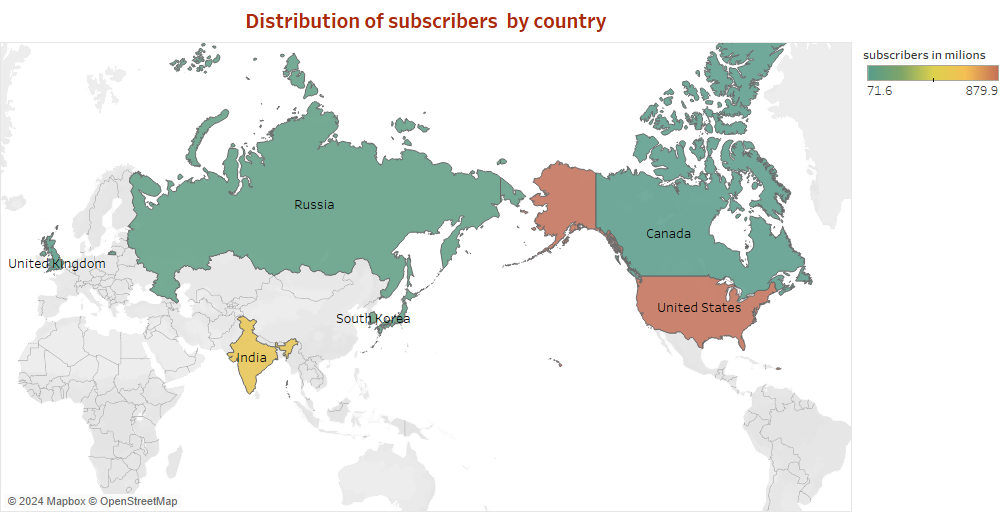 Distribution of subscribers  by country
subscribers in milions
71.6 879.9
Russia
Canada
United Kingdom
United States
South Korea
India
© 2024 Mapbox © OpenStreetMap